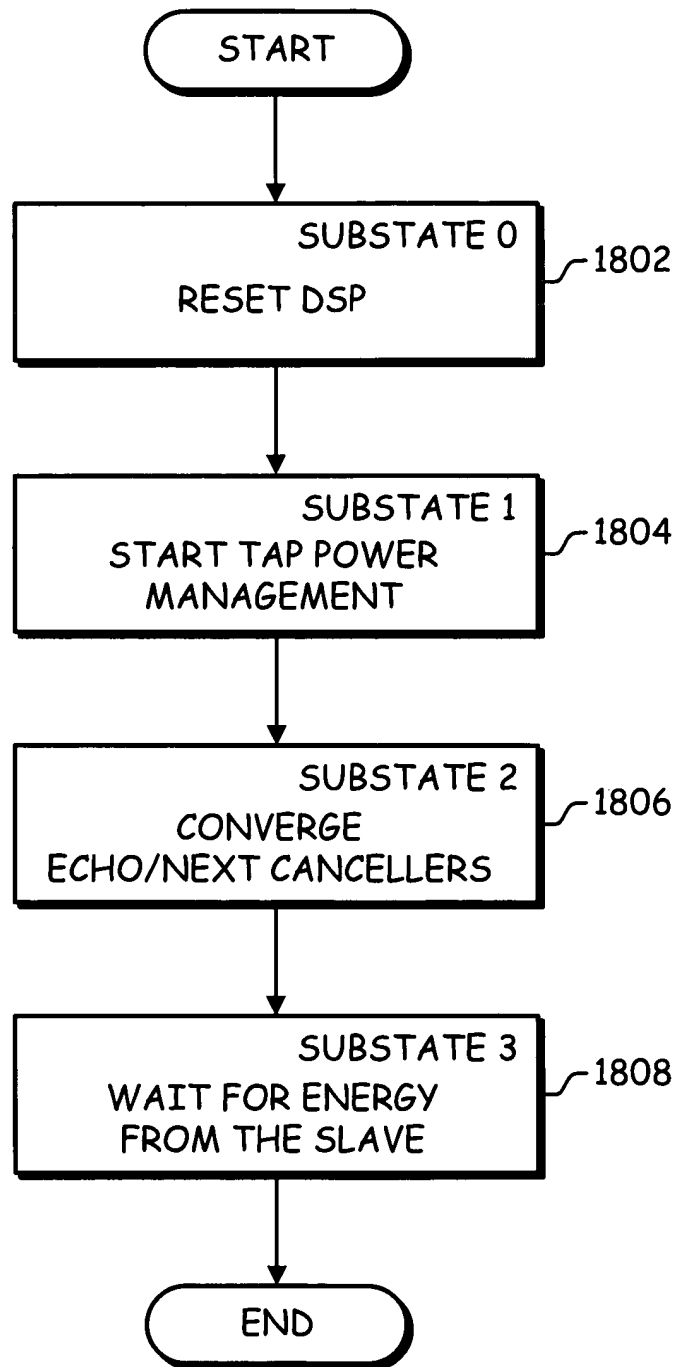 START
SUBSTATE 0
RESET DSP
1802
SUBSTATE 1
START TAP POWER
MANAGEMENT
1804
SUBSTATE 2
CONVERGE
ECHO/NEXT CANCELLERS
1806
SUBSTATE 3
WAIT FOR ENERGY
FROM THE SLAVE
1808
END